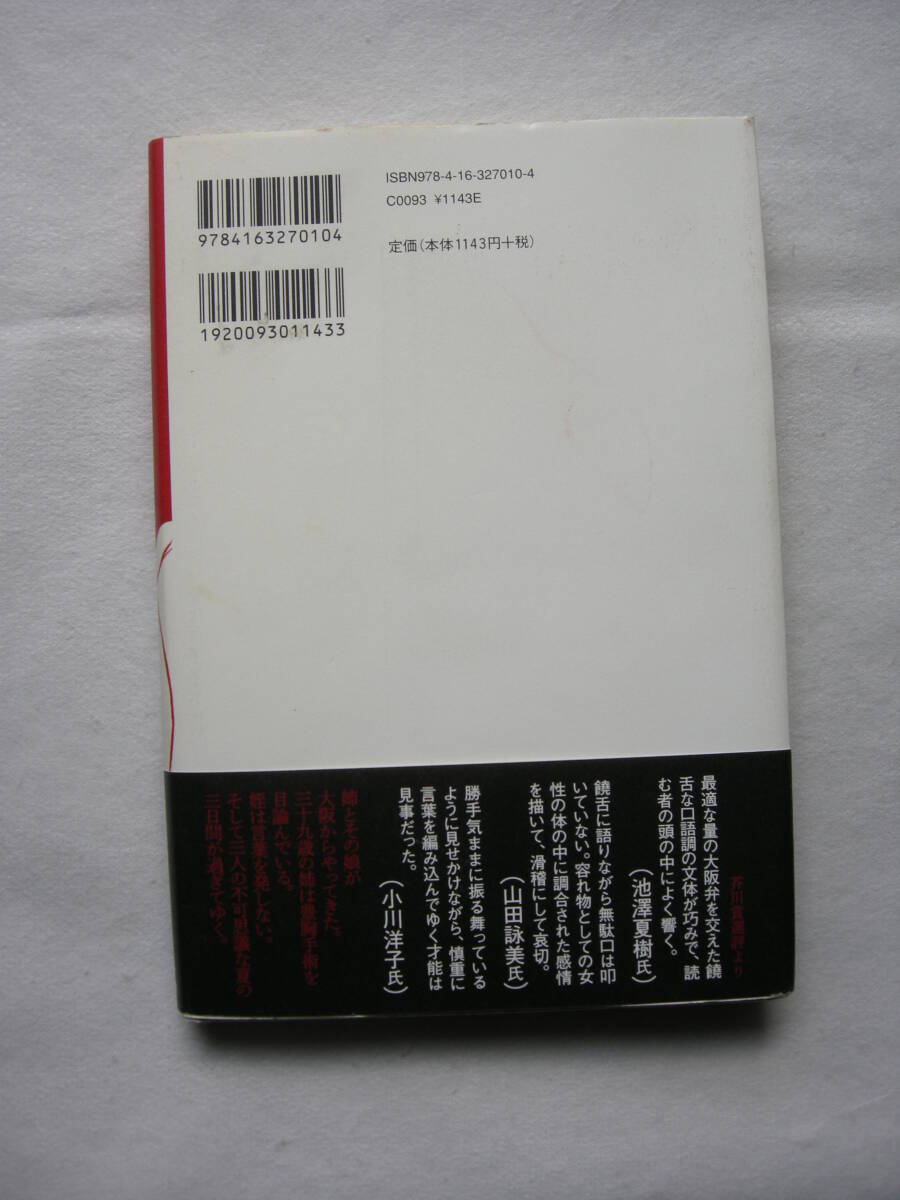 ISBN978-4-16-327010-4
C0093 ¥1143E
定価(本体1143円+税)
9784163270104
1920093011433
芥川賞選評より
最適な量の大阪弁を交えた饒
舌な口語調の文体が巧みで、読
む者の頭の中によく響く。
(池澤夏樹氏)
饒舌に語りながら無駄口は叩
いていない。容れ物としての女
性の体の中に調合された感情
を描いて、滑稽にして哀切。
(山田詠美氏)
勝手気ままに振る舞っている
ように見せかけながら、慎重に
言葉を編み込んでゆく才能は
見事だった。
(小川洋子氏)
姉とその娘が
大阪からやってきた。
三十九歳の姉は豊胸手術を
目論んでいる。
姪は言葉を発しない。
そして三人の不可思議な夏の
三日間が過ぎてゆく。